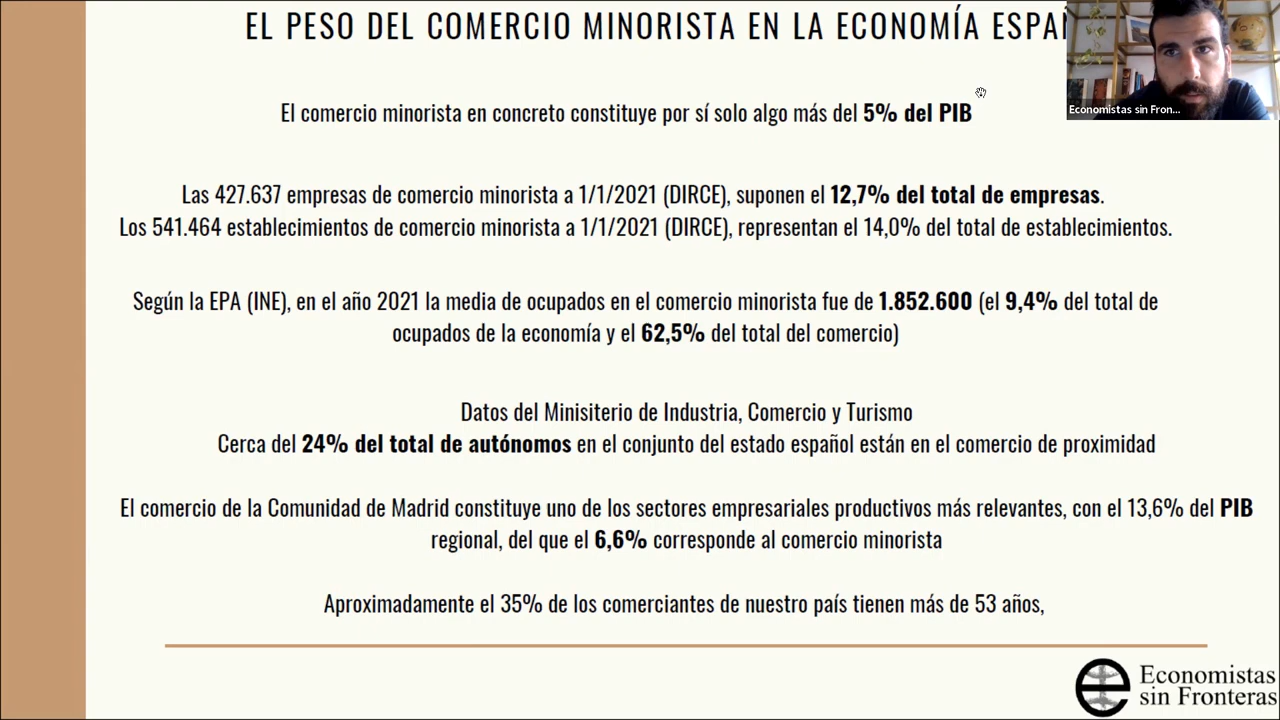 EL PESO DEL COMERCIO MINORISTA EN LA ECONOMÍA ESPAÑ
Economistas sin Fron...
El comercio minorista en concreto constituye por sí solo algo más del 5% del PIB
Las 427.637 empresas de comercio minorista a 1/1/2021 (DIRCE), suponen el 12,7% del total de empresas.
Los 541.464 establecimientos de comercio minorista a 1/1/2021 (DIRCE), representan el 14,0% del total de establecimientos.
Según la EPA (INE), en el año 2021 la media de ocupados en el comercio minorista fue de 1.852.600 (el 9,4% del total de
ocupados de la economía y el 62,5% del total del comercio)
Datos del Minisiterio de Industria, Comercio y Turismo
Cerca del 24% del total de autónomos en el conjunto del estado español están en el comercio de proximidad
El comercio de la Comunidad de Madrid constituye uno de los sectores empresariales productivos más relevantes, con el 13,6% del PIB
regional, del que el 6,6% corresponde al comercio minorista
Aproximadamente el 35% de los comerciantes de nuestro país tienen más de 53 años,
Economistas
sin Fronteras